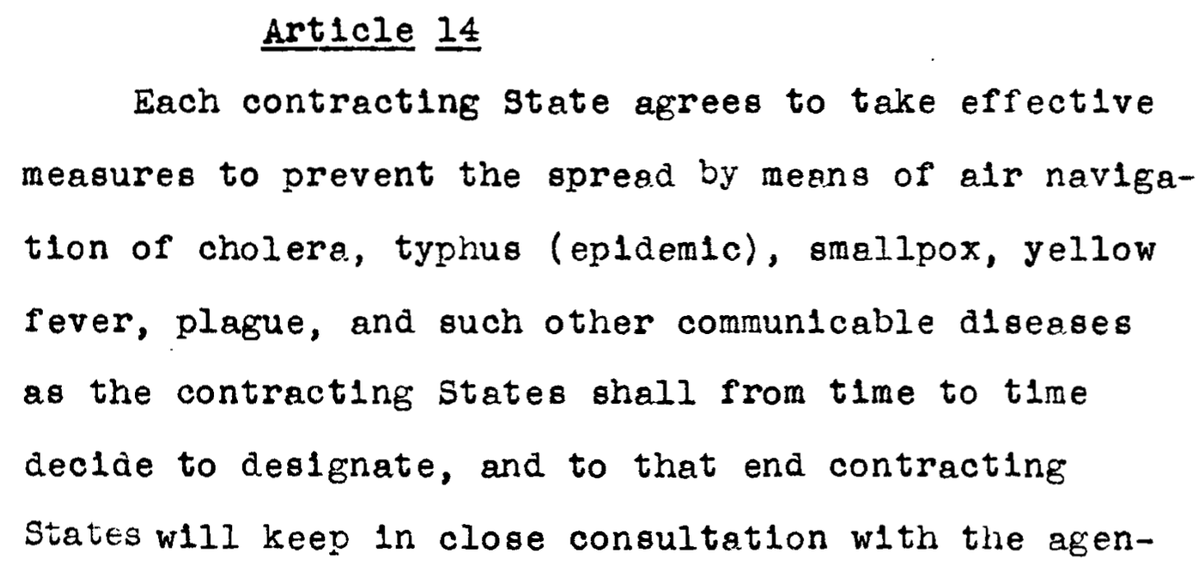 Article 14
Each contracting State agrees to take effective
measures to prevent the spread by means of air naviga-
tion of cholera, typhus (epidemic), smallpox, yellow
fever, plague, and such other communicable diseases
as the contracting States shall from time to time
decide to designate, and to that end contracting
States will keep in close consultation with the agen-